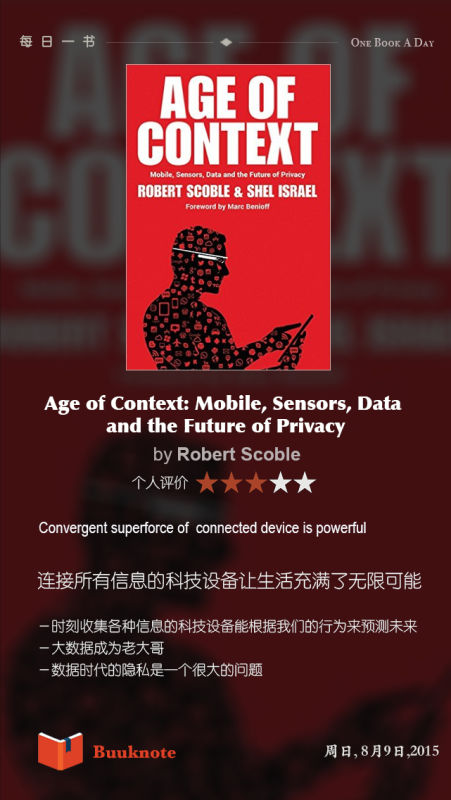 每日一书
ONE BOOK A DAY
AGE OF
CONTEXT
Mobile, Sensors, Data and the Future of Privacy
ROBERT SCOBLE & SHEL ISRAEL
Foreword by Marc Benioff
Age of Context: Mobile, Sensors, Data
and the Future of Privacy
by Robert Scoble
个人评价
Convergent superforce of connected device is powerful
连接所有信息的科技设备让生活充满了无限可能
–时刻收集各种信息的科技设备能根据我们的行为来预测未来
–大数据成为老大哥
–数据时代的隐私是一个很大的问题
Buuknote
周日, 8月9日,2015